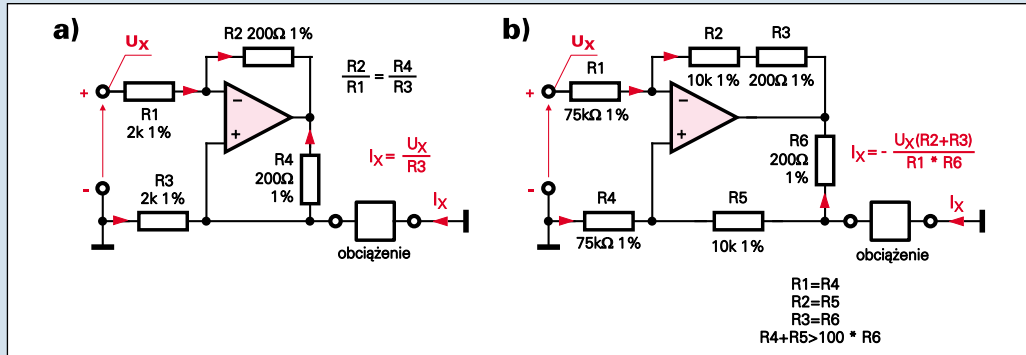 a)
UX
R2 200Ω 1%
R2/R1 = R4/R3
+
R1
2k 1%
−
+
R4
200Ω
1%
IX = UX/R3
-
R3
2k 1%
IX
obciążenie
b)
UX
R2
R3
10k 1%
200Ω 1%
+
R1
75kΩ 1%
−
+
R6
200Ω
1%
IX = - UX(R2+R3)/R1 * R6
-
R4
75kΩ 1%
R5
10k 1%
IX
obciążenie
R1=R4
R2=R5
R3=R6
R4+R5>100 * R6